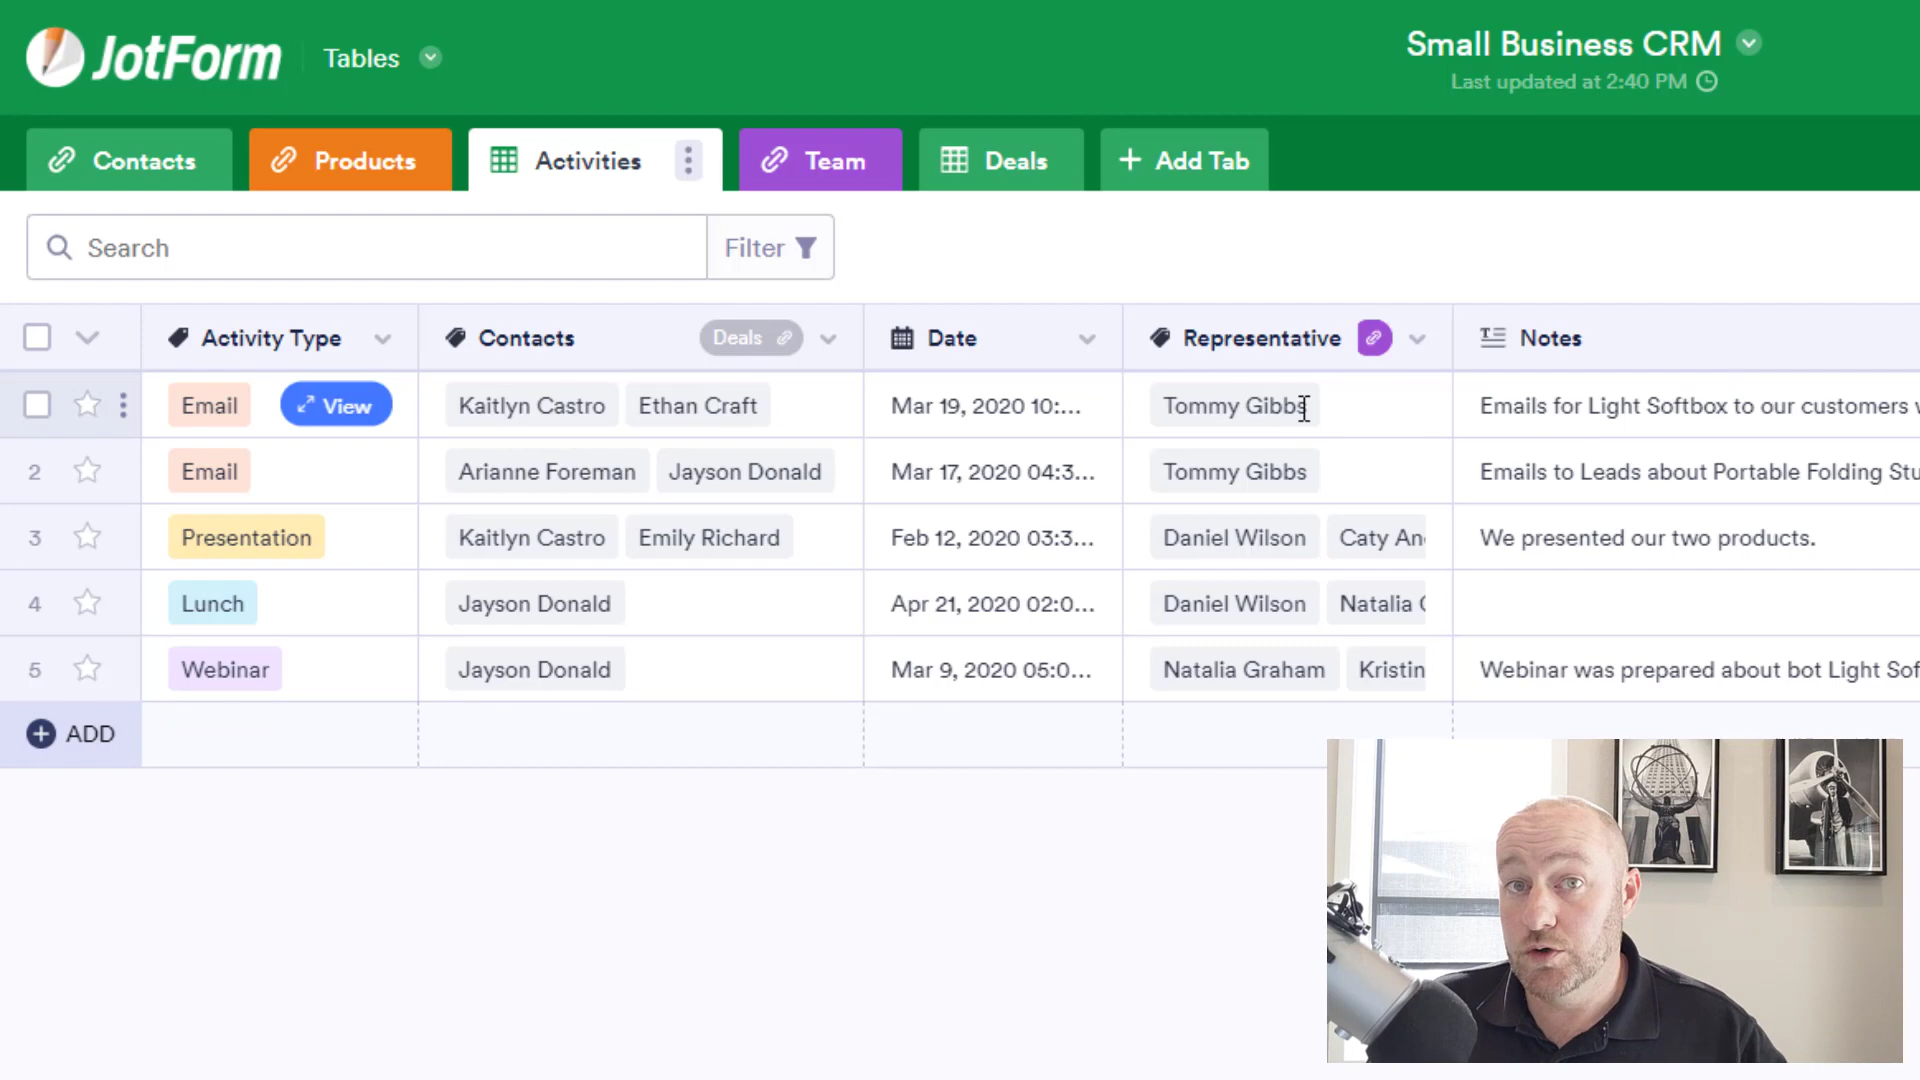 JotForm Tables Small Business CRM
Last updated at 2:40 PM
Contacts Products Activities Team Deals + Add Tab
Search Filter
Activity Type Contacts Deals Date Representative Notes
Email View Kaitlyn Castro Ethan Craft Mar 19, 2020 10:... Tommy Gibbs Emails for Light Softbox to our customers
2 Email Arianne Foreman Jayson Donald Mar 17, 2020 04:3... Tommy Gibbs Emails to Leads about Portable Folding Stu
3 Presentation Kaitlyn Castro Emily Richard Feb 12, 2020 03:3... Daniel Wilson Caty An We presented our two products.
4 Lunch Jayson Donald Apr 21, 2020 02:0... Daniel Wilson Natalia
5 Webinar Jayson Donald Mar 9, 2020 05:0... Natalia Graham Kristin Webinar was prepared about bot Light Sof
+ ADD